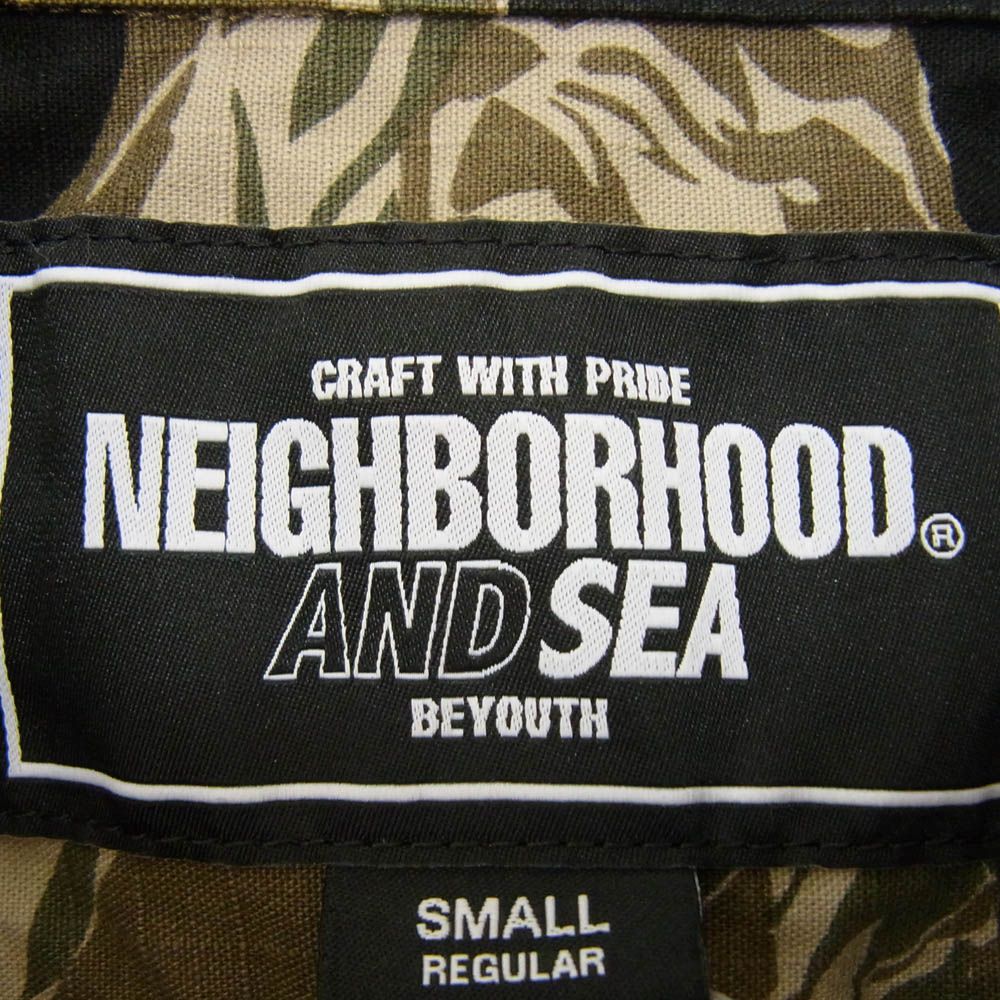 CRAFT WITH PRIDE
NEIGHBORHOOD®
AND SEA
BEYOUTH
SMALL
REGULAR